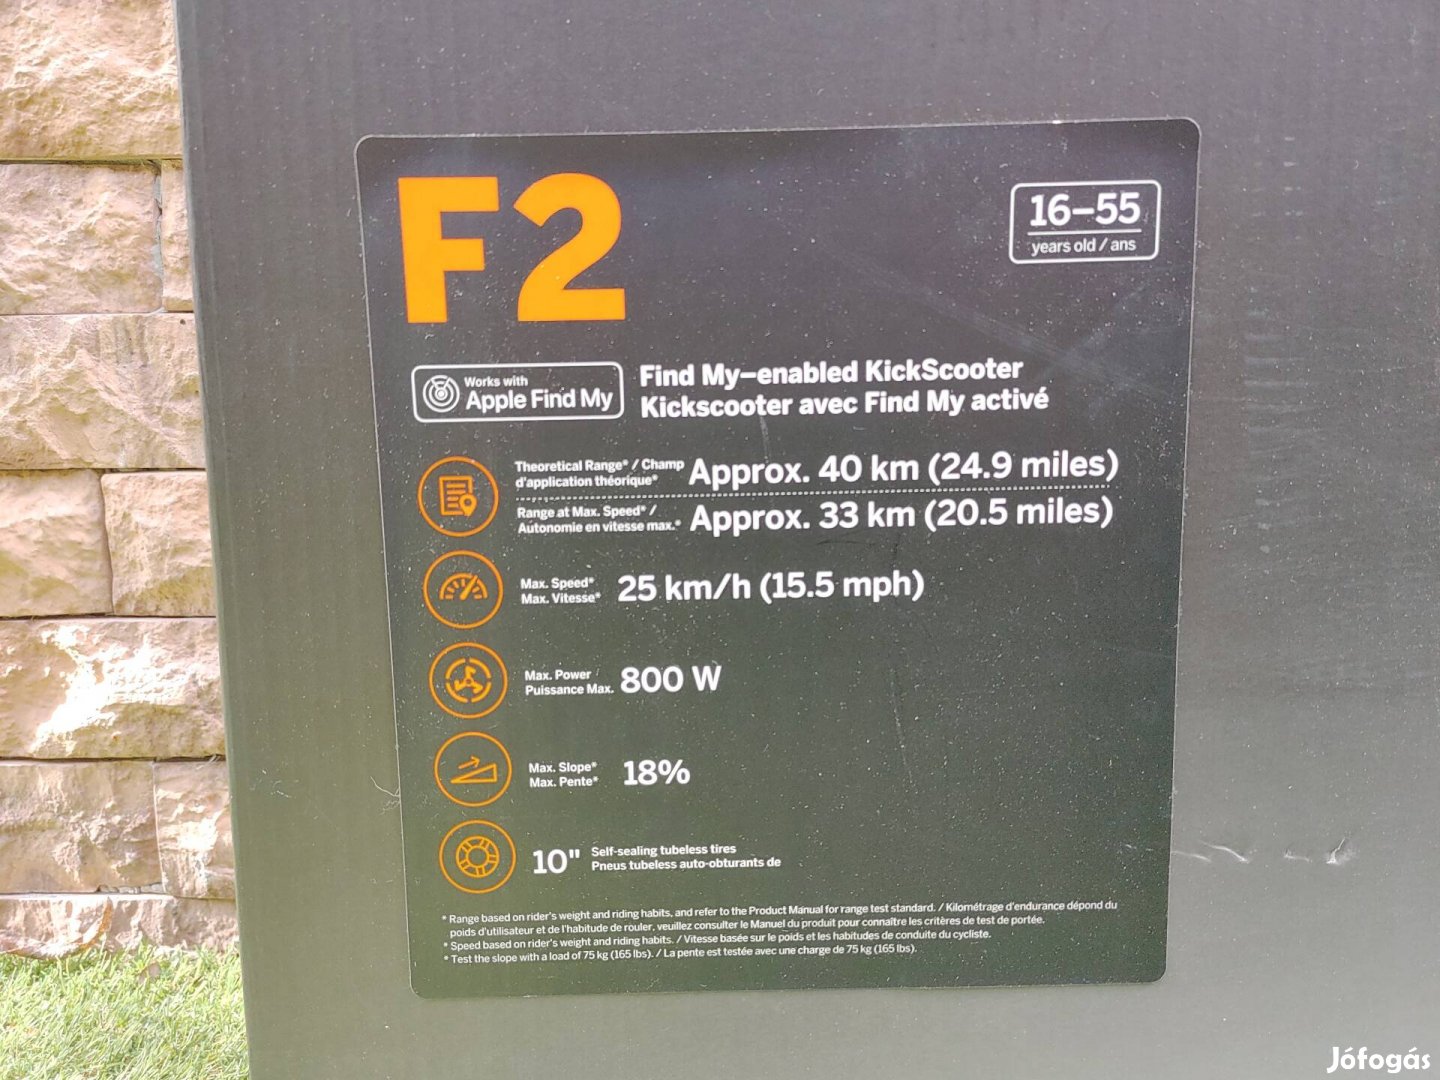 F2
16–55
years old / ans
Works with
Apple Find My
Find My–enabled KickScooter
Kickscooter avec Find My activé
Theoretical Range* / Champ
d'application théorique*
Approx. 40 km (24.9 miles)
Range at Max. Speed* /
Autonomie en vitesse max.*
Approx. 33 km (20.5 miles)
Max. Speed*
Max. Vitesse*
25 km/h (15.5 mph)
Max. Power /
Puissance Max.
800 W
Max. Slope*
Max. Pente*
18%
10"
Self-sealing tubeless tires
Pneus tubeless auto-obturants de
* Range based on rider's weight and riding habits, and refer to the Product Manual for range test standard. / Kilométrage d'endurance dépond du
poids d'utilisateur et de l'habitude de rouler, veuillez consulter le Manuel du produit pour connaître les critères de test de portée.
* Speed based on rider's weight and riding habits. / Vitesse basée sur le poids et les habitudes de conduite du cycliste.
* Test the slope with a load of 75 kg (165 lbs). / La pente est testée avec une charge de 75 kg (165 lbs).
Jófogás